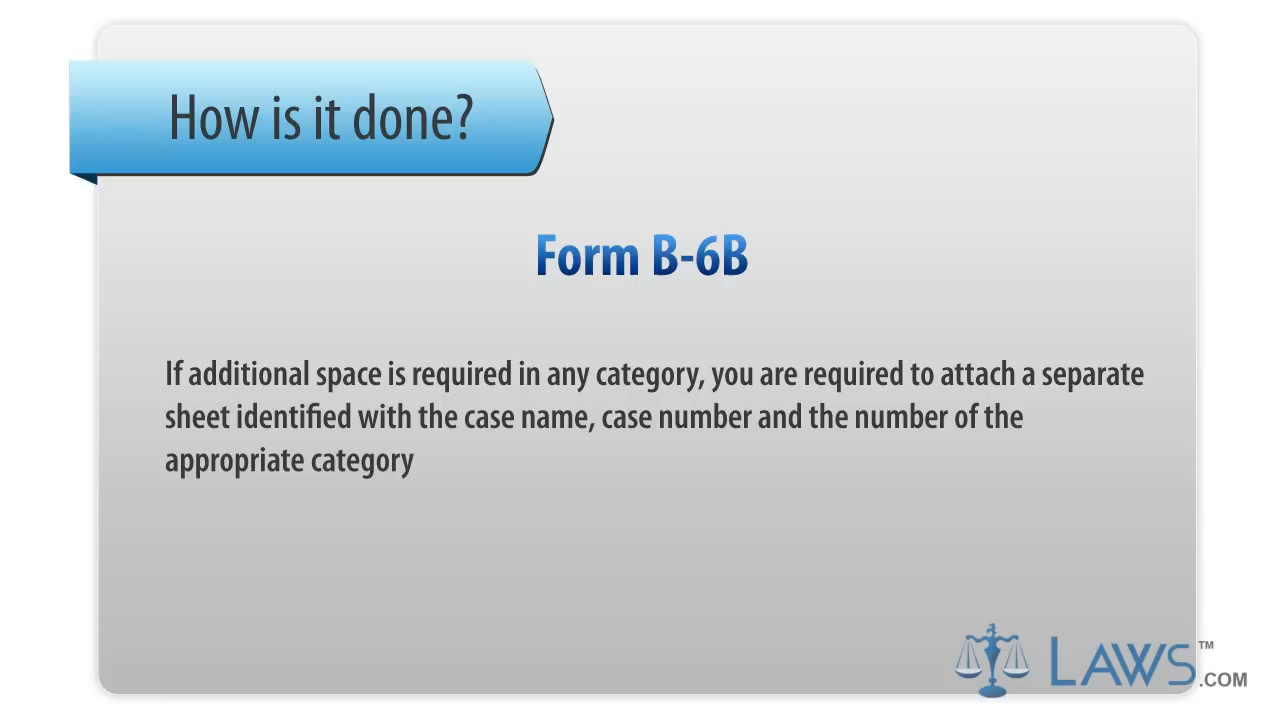 How is it done?
Form B-6B
If additional space is required in any category, you are required to attach a separate
sheet identified with the case name, case number and the number of the
appropriate category
LAWS™
.COM